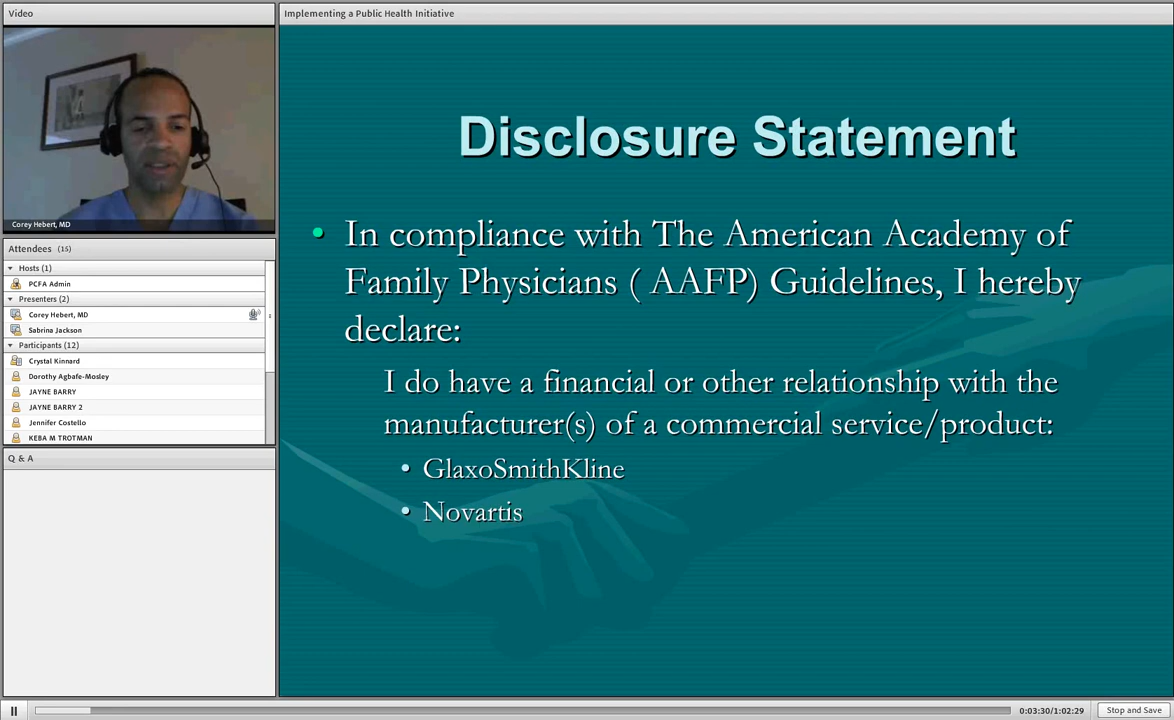 Video
Corey Hebert, MD
Attendees (15)
Hosts (1)
PCFA Admin
Presenters (2)
Corey Hebert, MD
Sabrina Jackson
Participants (12)
Crystal Kinnard
Dorothy Agbafe-Mosley
JAYNE BARRY
JAYNE BARRY 2
Jennifer Costello
KEBA M TROTMAN
Q & A
Implementing a Public Health Initiative
Disclosure Statement
• In compliance with The American Academy of
Family Physicians ( AAFP) Guidelines, I hereby
declare:
I do have a financial or other relationship with the
manufacturer(s) of a commercial service/product:
• GlaxoSmithKline
• Novartis
0:03:30/1:02:29
Stop and Save